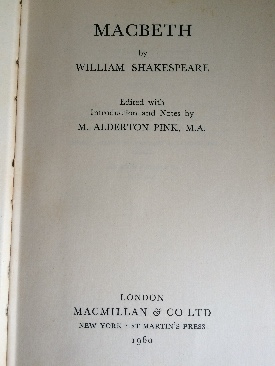 MACBETH
by
WILLIAM SHAKESPEARE
Edited with
Introduction and Notes by
M. ALDERTON PINK, M.A.
LONDON
MACMILLAN & CO LTD
NEW YORK · ST MARTIN'S PRESS
1960